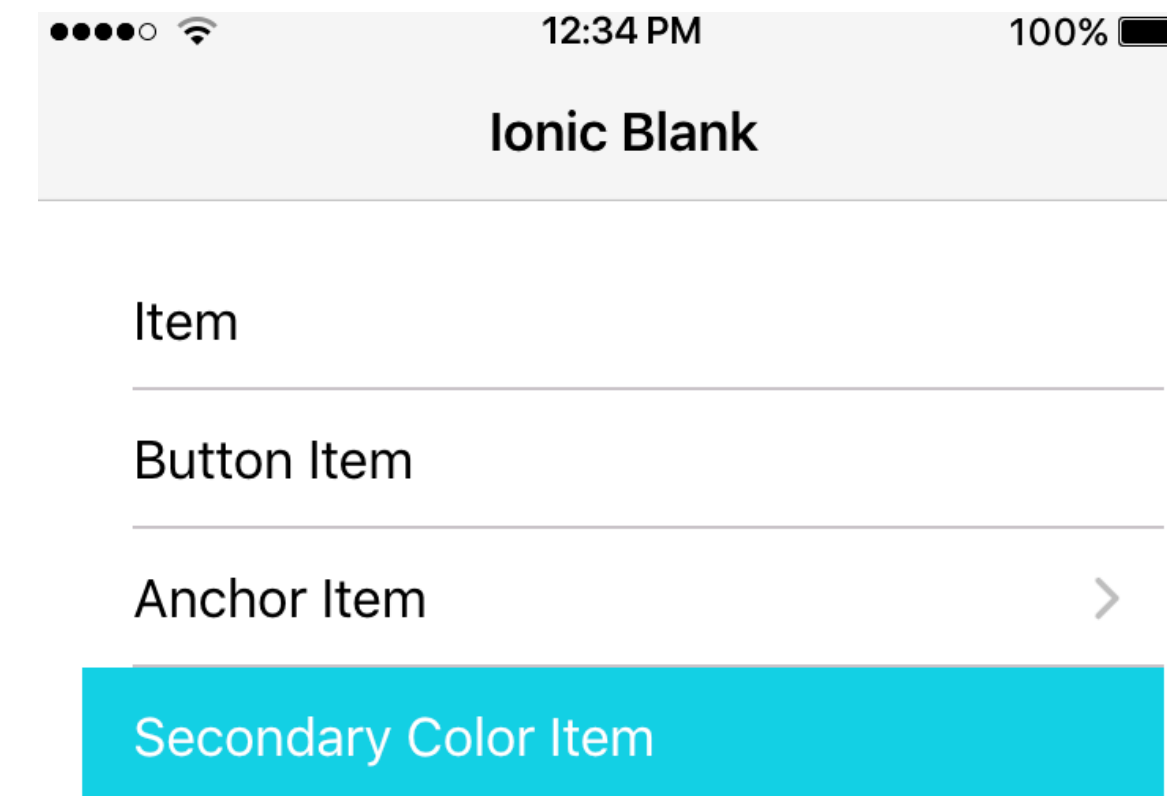 12:34 PM 100%
Ionic Blank
Item
Button Item
Anchor Item
Secondary Color Item